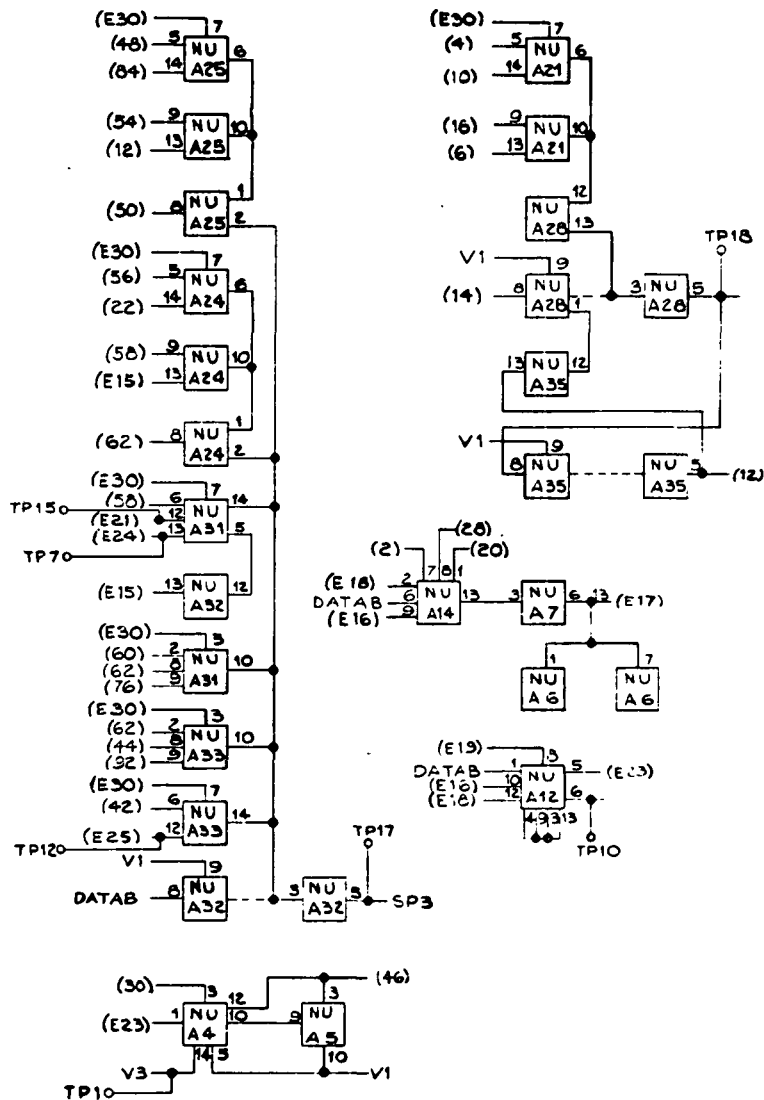 (E30) 7
(48) 5 NU 6
(84) 14 A25
(54) 9 NU 10
(12) 13 A25
NU 1
(50) 8 A25 2
(E30) 7
(56) 5 NU 6
(22) 14 A24
(58) 9 NU 10
(E15) 13 A24
NU 1
(62) 8 A24 2
(E30) 7
(58) 6 NU 14
TP15 (E21) 12 A31 5
(E24) 13
TP7
(E15) 13 NU 12
A32
(E30) 3
(60) 2 NU 10
(62) 8 A31
(76) 9
(E30) 3
(62) 2 NU 10
(44) 8 A33
(92) 9
(E30) 7
(42) 6 NU 14
(E25) 12 A33
TP12
V1 9
DATAB 8 NU A32
3 NU 5 SP3
A32
TP17
(30) 3
(E23) 1 NU 12
A4 10
14 5
V3
TP1
(46)
3
9 NU
A5
10
V1
(E30) 7
(4) 5 NU 6
(10) 14 A21
(16) 9 NU 10
(6) 13 A21
NU 12
A28 13
V1 9
(14) 8 NU
A28 1
3 NU 5
A28
TP18
13 NU 12
A35
V1 9
8 NU
A35
NU 5 (12)
A35
(2) (28) (20)
7 8 1
(E18) 2 NU
DATAB 6 A14 13
(E16) 9
3 NU 6 13 (E17)
A7
1 7
NU NU
A6 A6
(E19) 3
DATAB 1 NU 5
(E16) 10 A12 6
(E18) 12
4 9 3 13
TP10